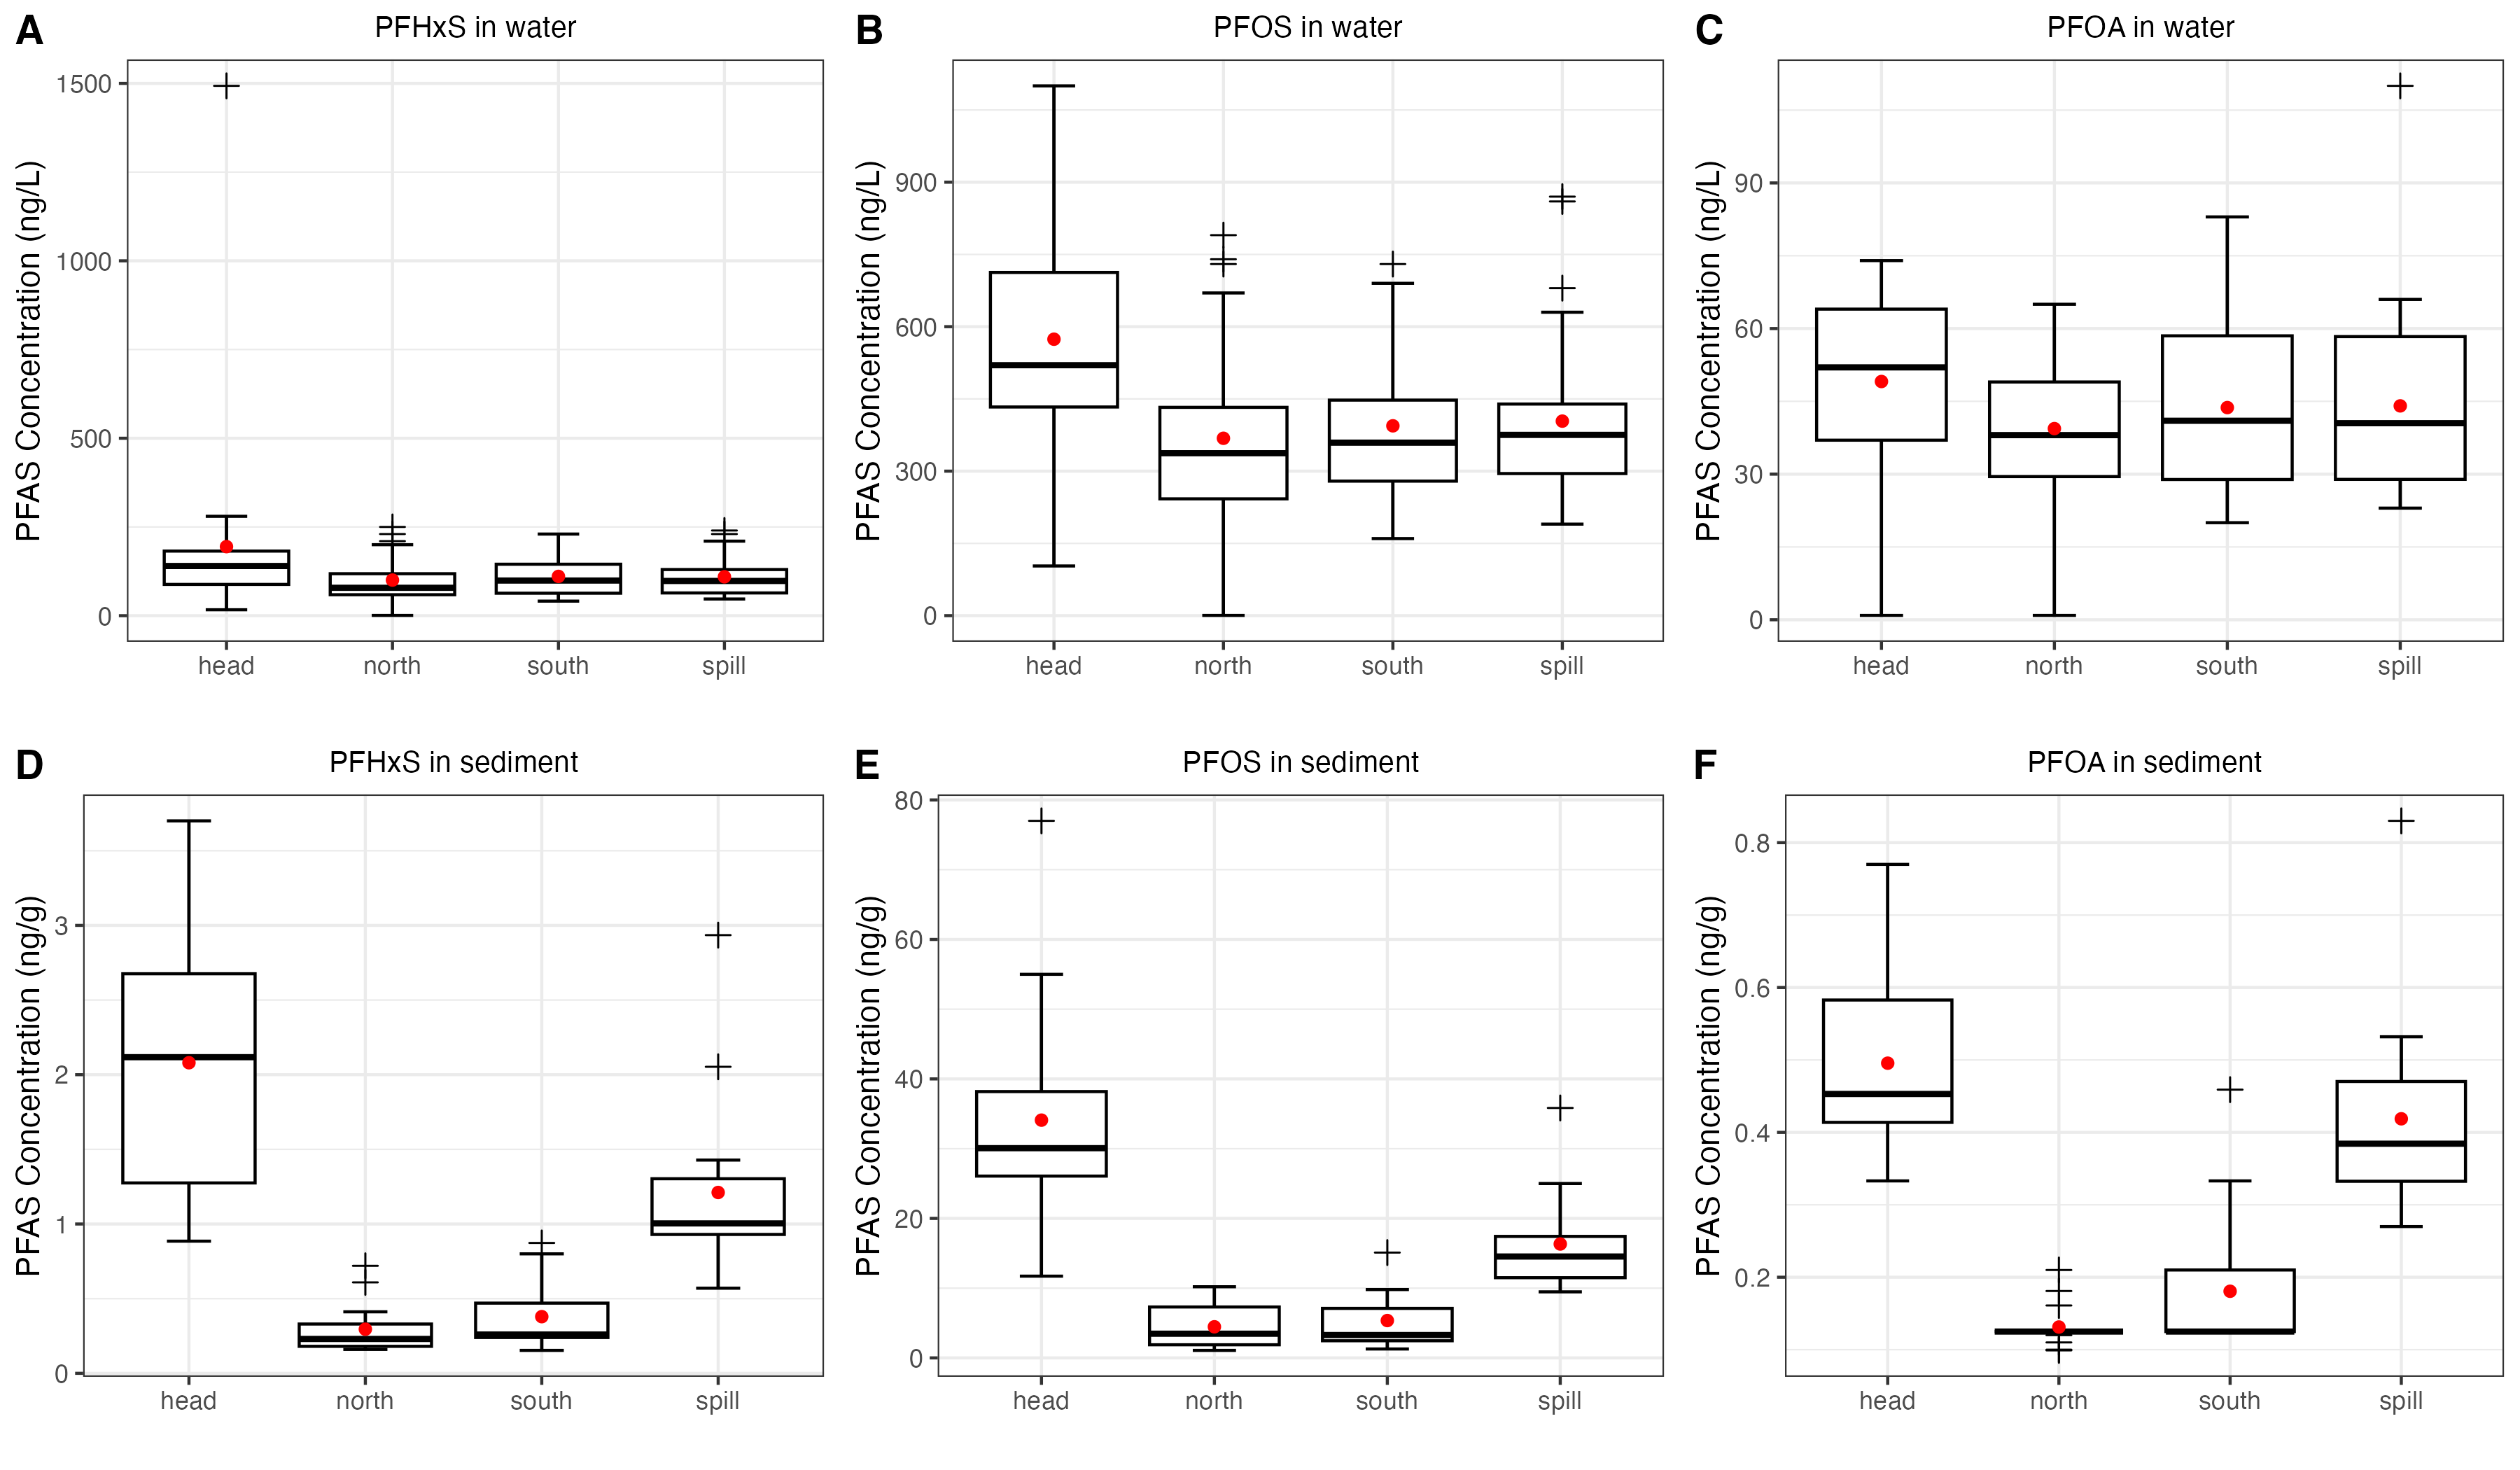 A
PFHxS in water
PFAS Concentration (ng/L)
1500
1000
500
0
head north south spill
B
PFOS in water
PFAS Concentration (ng/L)
900
600
300
0
head north south spill
C
PFOA in water
PFAS Concentration (ng/L)
90
60
30
0
head north south spill
D
PFHxS in sediment
PFAS Concentration (ng/g)
3
2
1
0
head north south spill
E
PFOS in sediment
PFAS Concentration (ng/g)
80
60
40
20
0
head north south spill
F
PFOA in sediment
PFAS Concentration (ng/g)
0.8
0.6
0.4
0.2
head north south spill